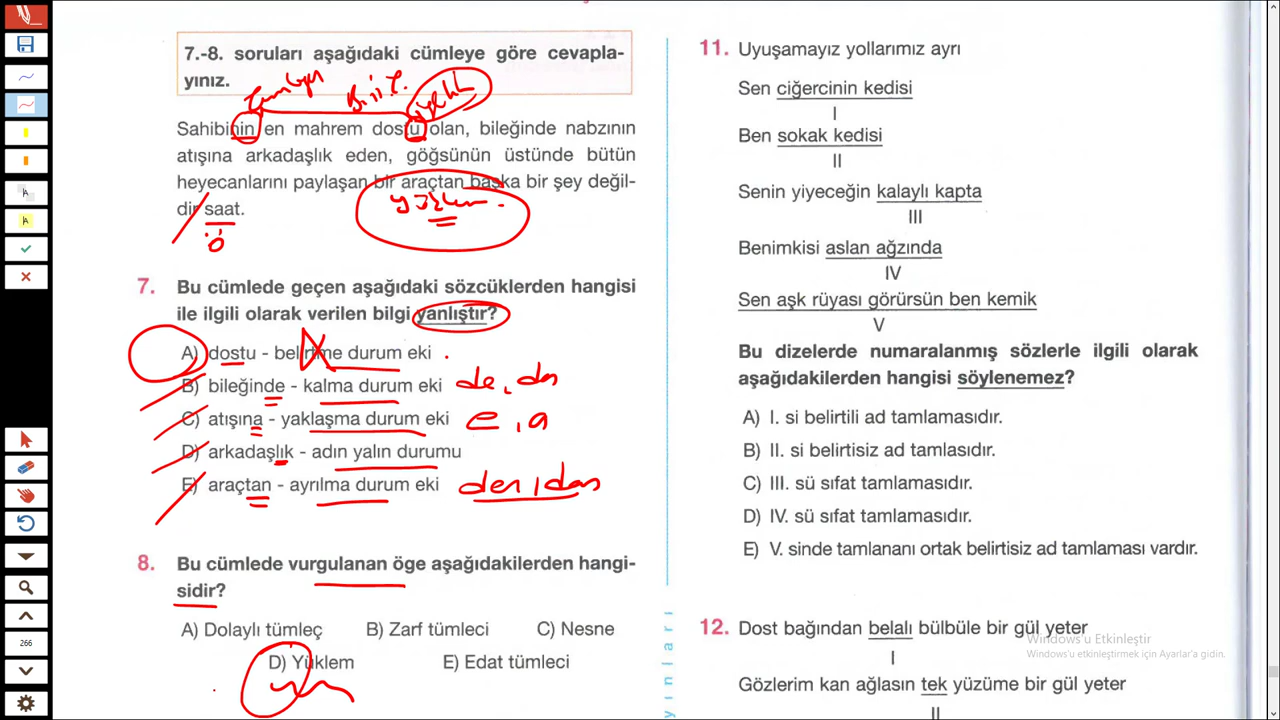 7.-8. soruları aşağıdaki cümleye göre cevapla-
yınız.
Sahibinin en mahrem dostu olan, bileğinde nabzının
atışına arkadaşlık eden, göğsünün üstünde bütün
heyecanlarını paylaşan bir araçtan başka bir şey değil-
dir saat.
yüklem.
Ö
7. Bu cümlede geçen aşağıdaki sözcüklerden hangisi
ile ilgili olarak verilen bilgi yanlıştır?
A) dostu - belirtme durum eki
B) bileğinde - kalma durum eki de, da
C) atışına - yaklaşma durum eki e, a
D) arkadaşlık - adın yalın durumu
E) araçtan - ayrılma durum eki den, dan
8. Bu cümlede vurgulanan öge aşağıdakilerden hangi-
sidir?
A) Dolaylı tümleç B) Zarf tümleci C) Nesne
D) Yüklem E) Edat tümleci
11. Uyuşamayız yollarımız ayrı
Sen ciğercinin kedisi
I
Ben sokak kedisi
II
Senin yiyeceğin kalaylı kapta
III
Benimkisi aslan ağzında
IV
Sen aşk rüyası görürsün ben kemik
V
Bu dizelerde numaralanmış sözlerle ilgili olarak
aşağıdakilerden hangisi söylenemez?
A) I. si belirtili ad tamlamasıdır.
B) II. si belirtisiz ad tamlasıdır.
C) III. sü sıfat tamlamasıdır.
D) IV. sü sıfat tamlamasıdır.
E) V. sinde tamlananı ortak belirtisiz ad tamlaması vardır.
12. Dost bağından belalı bülbüle bir gül yeter
I
Gözlerim kan ağlasın tek yüzüme bir gül yeter
II
yınları
Windows'u Etkinleştir
Windows'u etkinleştirmek için Ayarlar'a gidin.
266